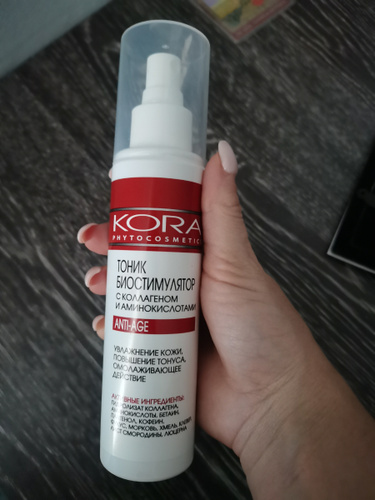 KORA
PHYTOCOSMETIC
ТОНИК
БИОСТИМУЛЯТОР
С КОЛЛАГЕНОМ
И АМИНОКИСЛОТАМИ
ANTI-AGE
УВЛАЖНЕНИЕ КОЖИ,
ПОВЫШЕНИЕ ТОНУСА,
ОМОЛАЖИВАЮЩЕЕ
ДЕЙСТВИЕ
АКТИВНЫЕ ИНГРЕДИЕНТЫ:
КОЛЛАГЕНА,
БЕТАИН,
КОФЕИН,
МОРКОВЬ, ХМЕЛЬ,
СМОРОДИНЫ, ЛЮЦЕРНА